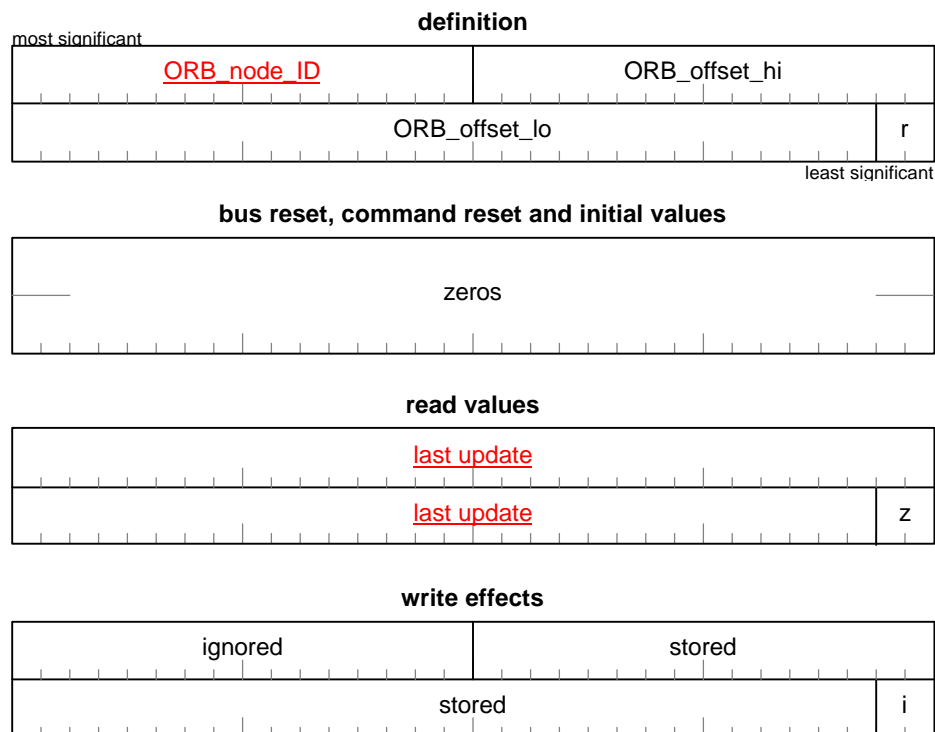 definition
most significant
ORB_node_ID ORB_offset_hi
ORB_offset_lo r
least significant
bus reset, command reset and initial values
zeros
read values
last update
last update z
write effects
ignored stored
stored i